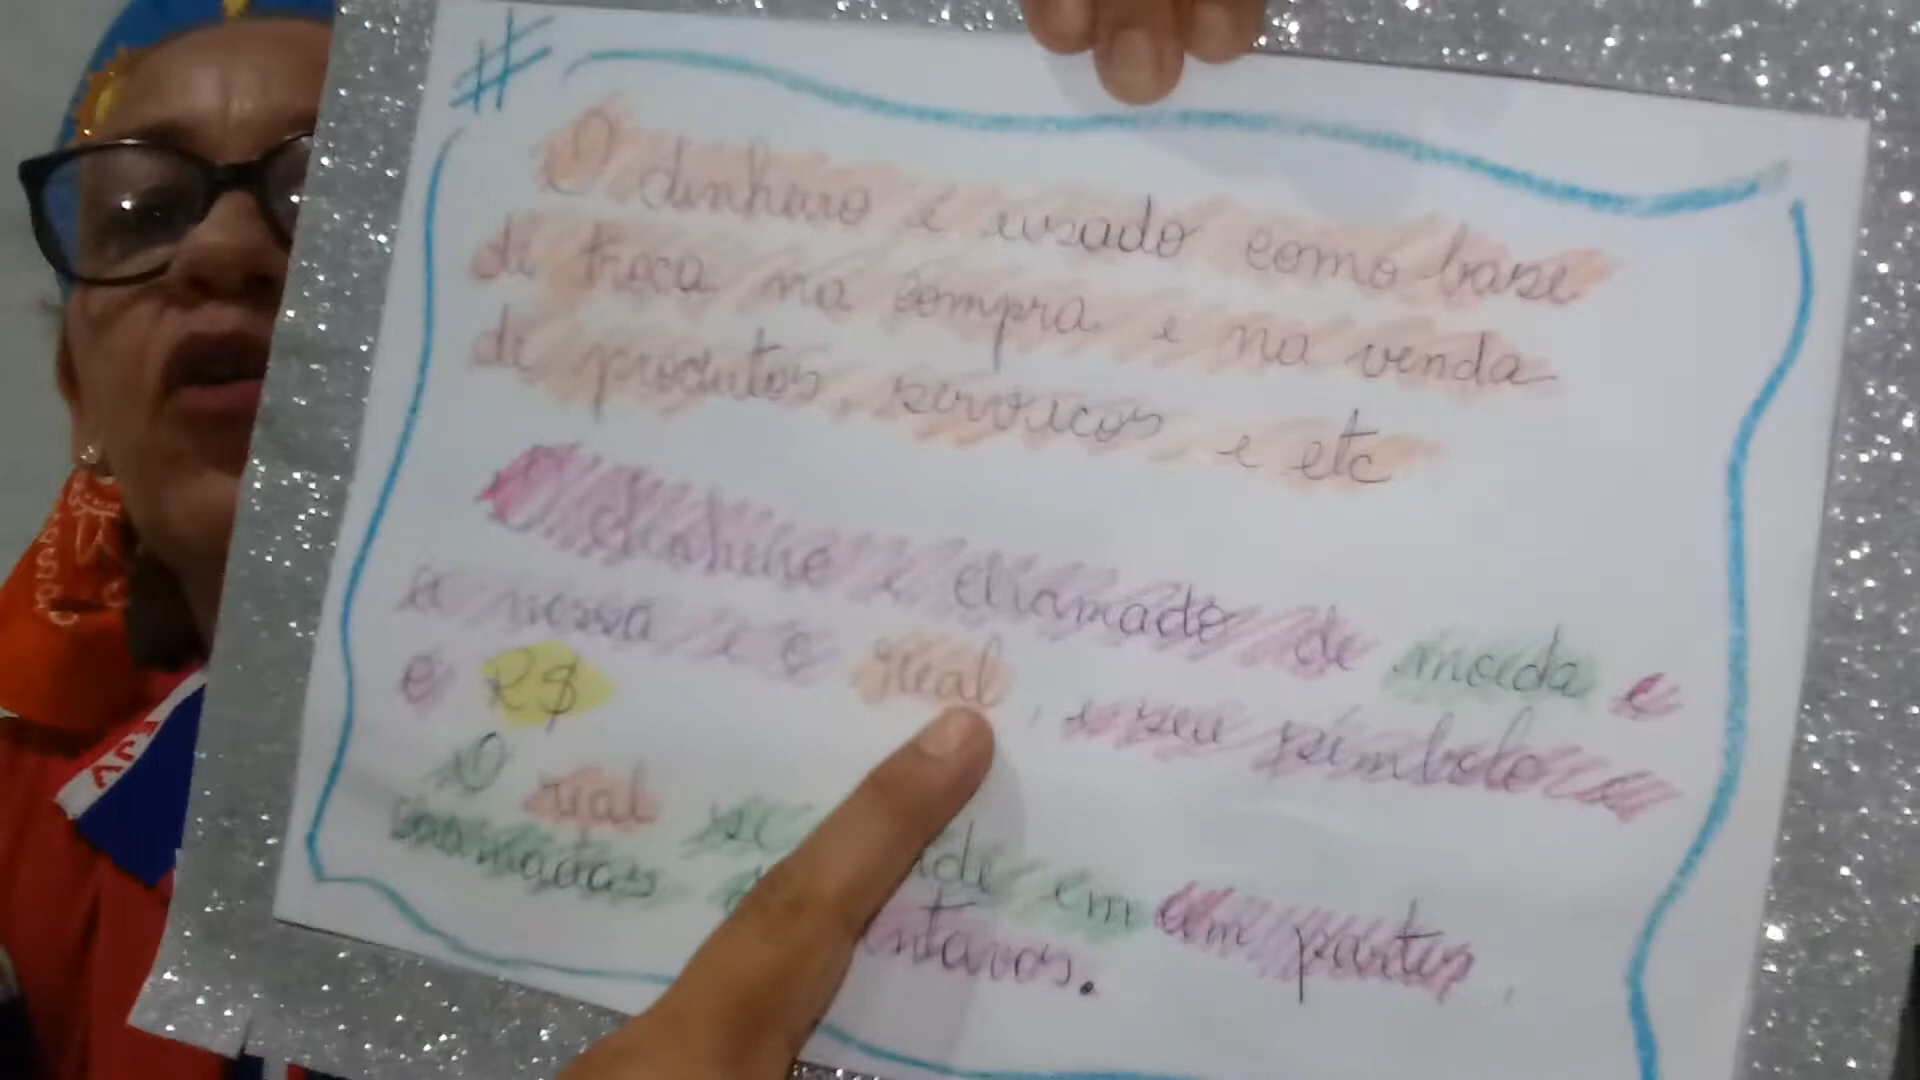 #
O dinheiro é usado como base
de troca na compra e na venda
de produtos, serviços e etc
O dinheiro é chamado de moeda e
a nossa é o real, e seu símbolo
é R$
O real se em cem partes,
chamadas centavos.